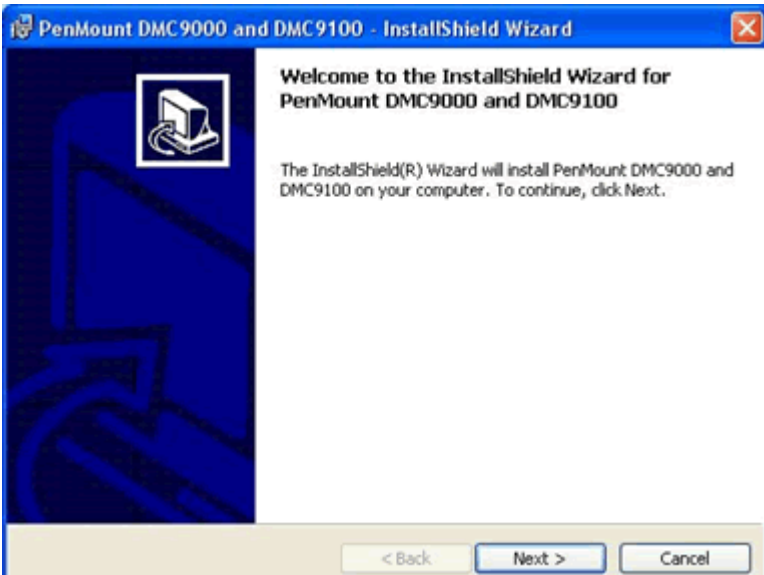 PenMount DMC9000 and DMC9100 - InstallShield Wizard
Welcome to the InstallShield Wizard for
PenMount DMC9000 and DMC9100
The InstallShield(R) Wizard will install PenMount DMC9000 and
DMC9100 on your computer. To continue, click Next.
< Back
Next >
Cancel